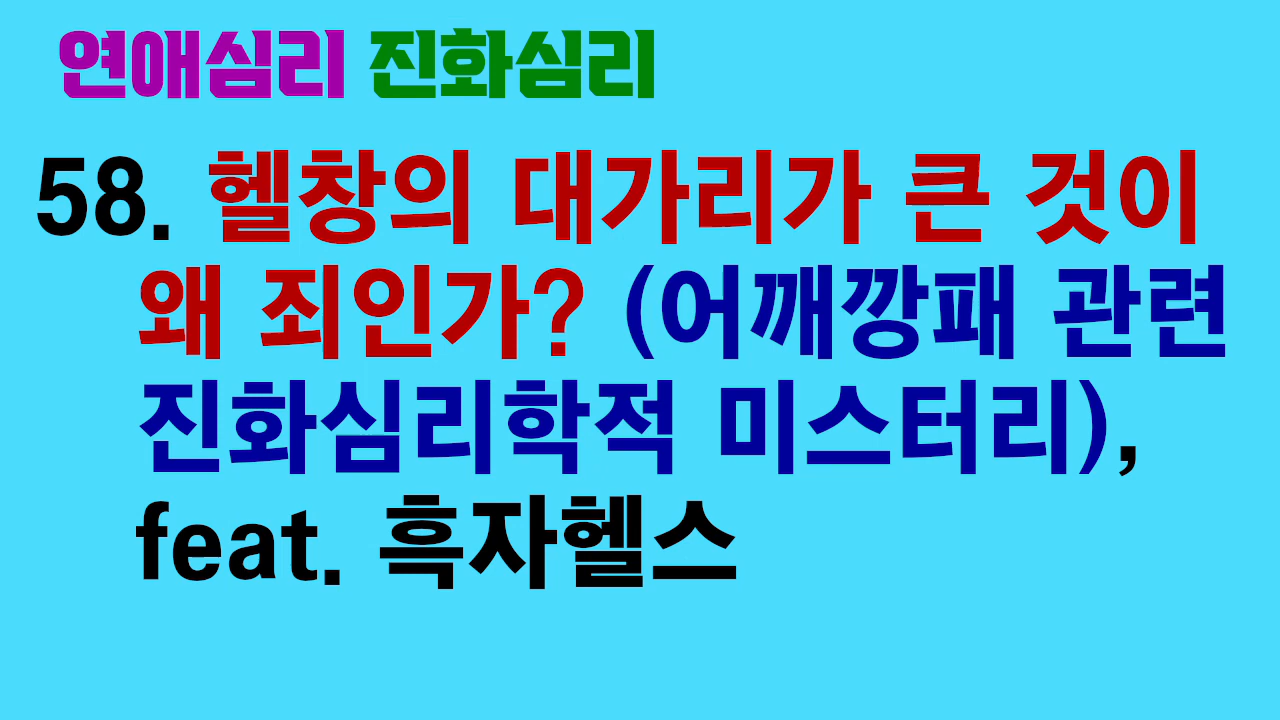 연애심리 진화심리
58. 헬창의 대가리가 큰 것이
왜 죄인가? (어깨깡패 관련
진화심리학적 미스터리),
feat. 흑자헬스